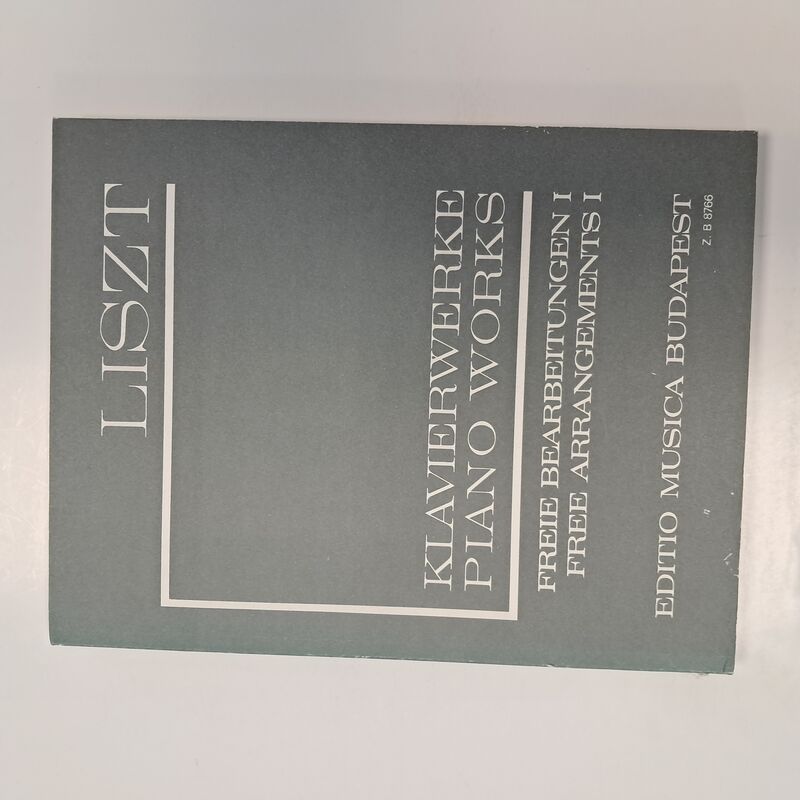 LISZT
KLAVIERWERKE
PIANO WORKS
FREIE BEARBEITUNGEN I
FREE ARRANGEMENTS I
EDITIO MUSICA BUDAPEST
Z. B 8766